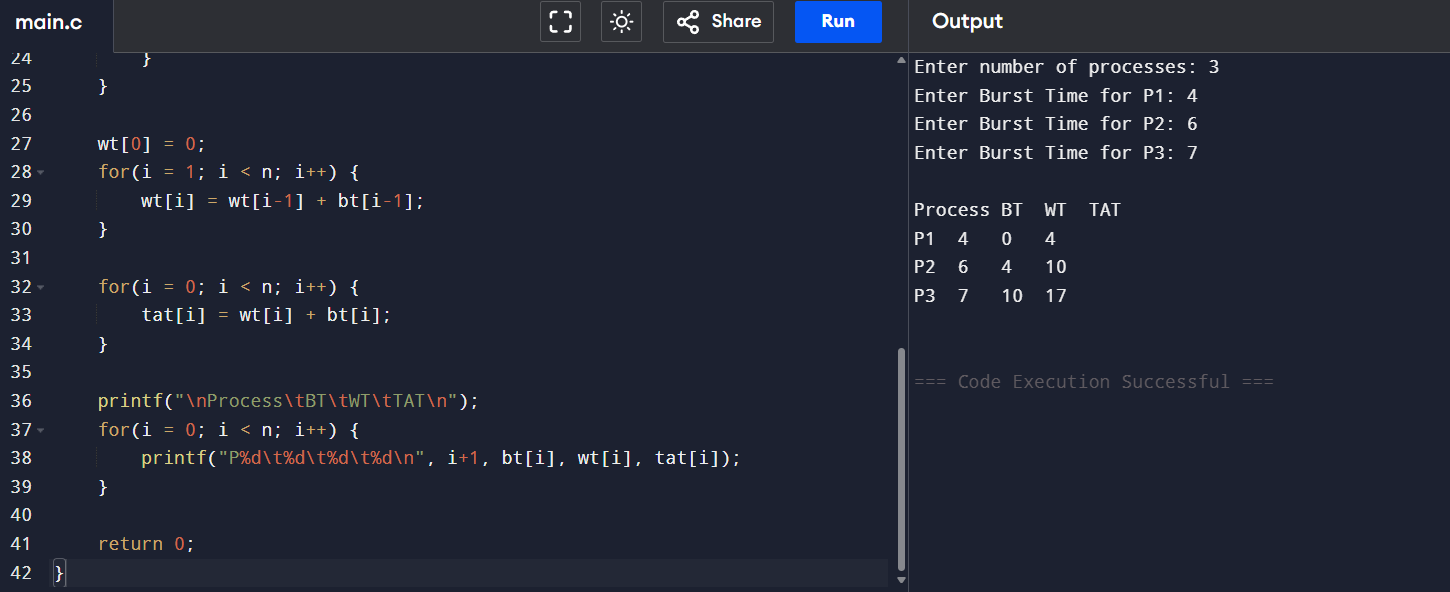 main.c
Share
Run
Output
24         }
25     }
26
27     wt[0] = 0;
28     for(i = 1; i < n; i++) {
29         wt[i] = wt[i-1] + bt[i-1];
30     }
31
32     for(i = 0; i < n; i++) {
33         tat[i] = wt[i] + bt[i];
34     }
35
36     printf("\nProcess\tBT\tWT\tTAT\n");
37     for(i = 0; i < n; i++) {
38         printf("P%d\t%d\t%d\t%d\n", i+1, bt[i], wt[i], tat[i]);
39     }
40
41     return 0;
42 }
Enter number of processes: 3
Enter Burst Time for P1: 4
Enter Burst Time for P2: 6
Enter Burst Time for P3: 7
Process BT  WT  TAT
P1  4   0   4
P2  6   4   10
P3  7   10  17
=== Code Execution Successful ===